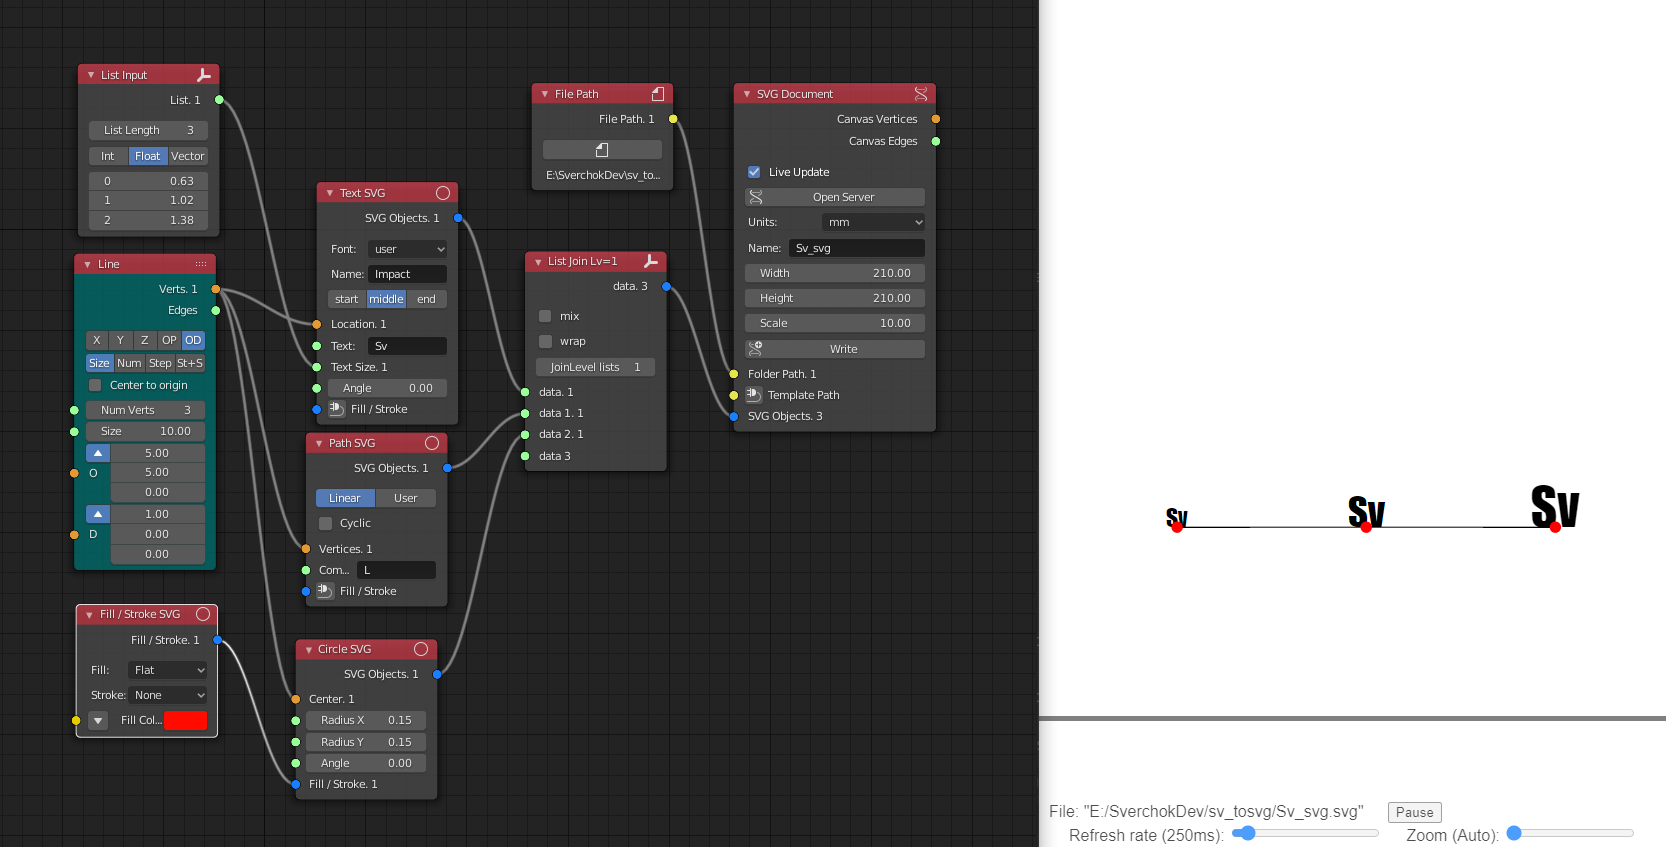 List Input
List. 1
List Length 3
Int Float Vector
0 0.63
1 1.02
2 1.38
Line
Verts. 1
Edges
X Y Z OP OD
Size Num Step St+S
Center to origin
Num Verts 3
Size 10.00
5.00
O 5.00
0.00
1.00
D 0.00
0.00
Fill / Stroke SVG
Fill / Stroke. 1
Fill: Flat
Stroke: None
Fill Col...
Text SVG
SVG Objects. 1
Font: user
Name: Impact
start middle end
Location. 1
Text: Sv
Text Size. 1
Angle 0.00
Fill / Stroke
Path SVG
SVG Objects. 1
Linear User
Cyclic
Vertices. 1
Com... L
Fill / Stroke
Circle SVG
SVG Objects. 1
Center. 1
Radius X 0.15
Radius Y 0.15
Angle 0.00
Fill / Stroke. 1
File Path
File Path. 1
E:\SverchokDev\sv_to...
List Join Lv=1
data. 3
mix
wrap
JoinLevel lists 1
data. 1
data 1. 1
data 2. 1
data 3
SVG Document
Canvas Vertices
Canvas Edges
Live Update
Open Server
Units: mm
Name: Sv_svg
Width 210.00
Height 210.00
Scale 10.00
Write
Folder Path. 1
Template Path
SVG Objects. 3
Sv Sv Sv
File: "E:/SverchokDev/sv_tosvg/Sv_svg.svg" Pause
Refresh rate (250ms): Zoom (Auto):